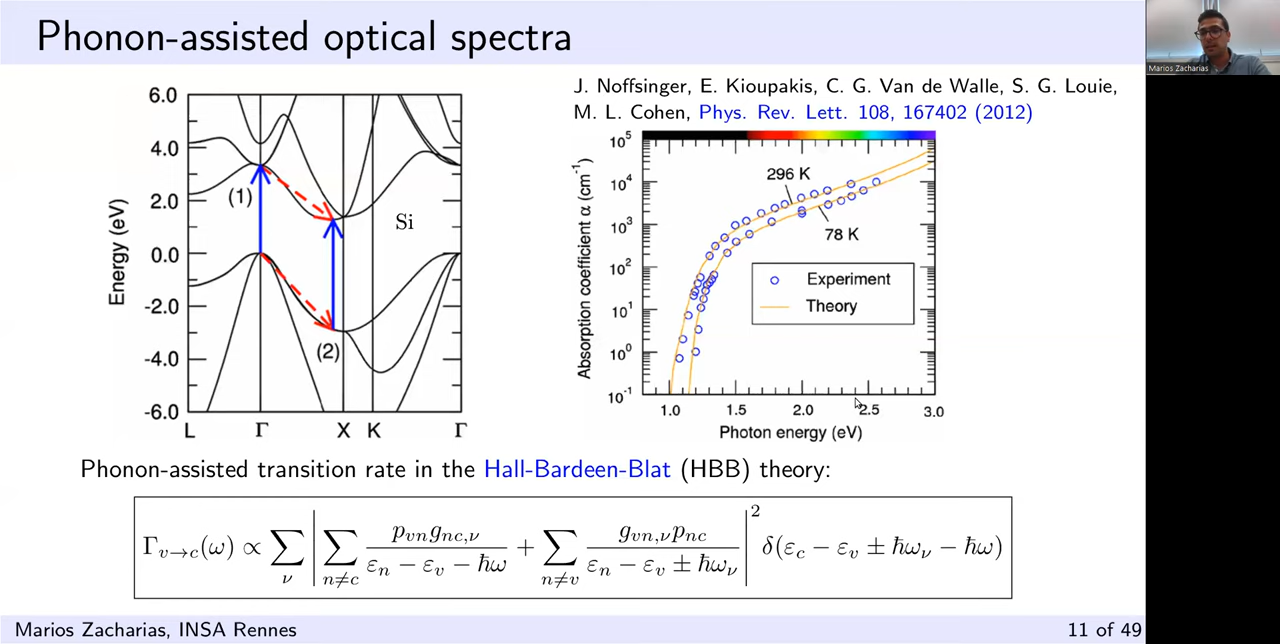 Phonon-assisted optical spectra
Marios Zacharias
J. Noffsinger, E. Kioupakis, C. G. Van de Walle, S. G. Louie,
M. L. Cohen, Phys. Rev. Lett. 108, 167402 (2012)
6.0
4.0
2.0
0.0
-2.0
-4.0
-6.0
Energy (eV)
(1)
(2)
Si
L Γ X K Γ
10⁵
10⁴
10³
10²
10¹
10⁰
10⁻¹
Absorption coefficient α (cm⁻¹)
296 K
78 K
Experiment
Theory
1.0 1.5 2.0 2.5 3.0
Photon energy (eV)
Phonon-assisted transition rate in the Hall-Bardeen-Blat (HBB) theory:
Γ_{v→c}(ω) ∝ ∑_ν | ∑_{n≠c} p_{vn}g_{nc,ν} / (ε_n − ε_v − ℏω) + ∑_{n≠v} g_{vn,ν}p_{nc} / (ε_n − ε_v ± ℏω_ν) |² δ(ε_c − ε_v ± ℏω_ν − ℏω)
Marios Zacharias, INSA Rennes
11 of 49